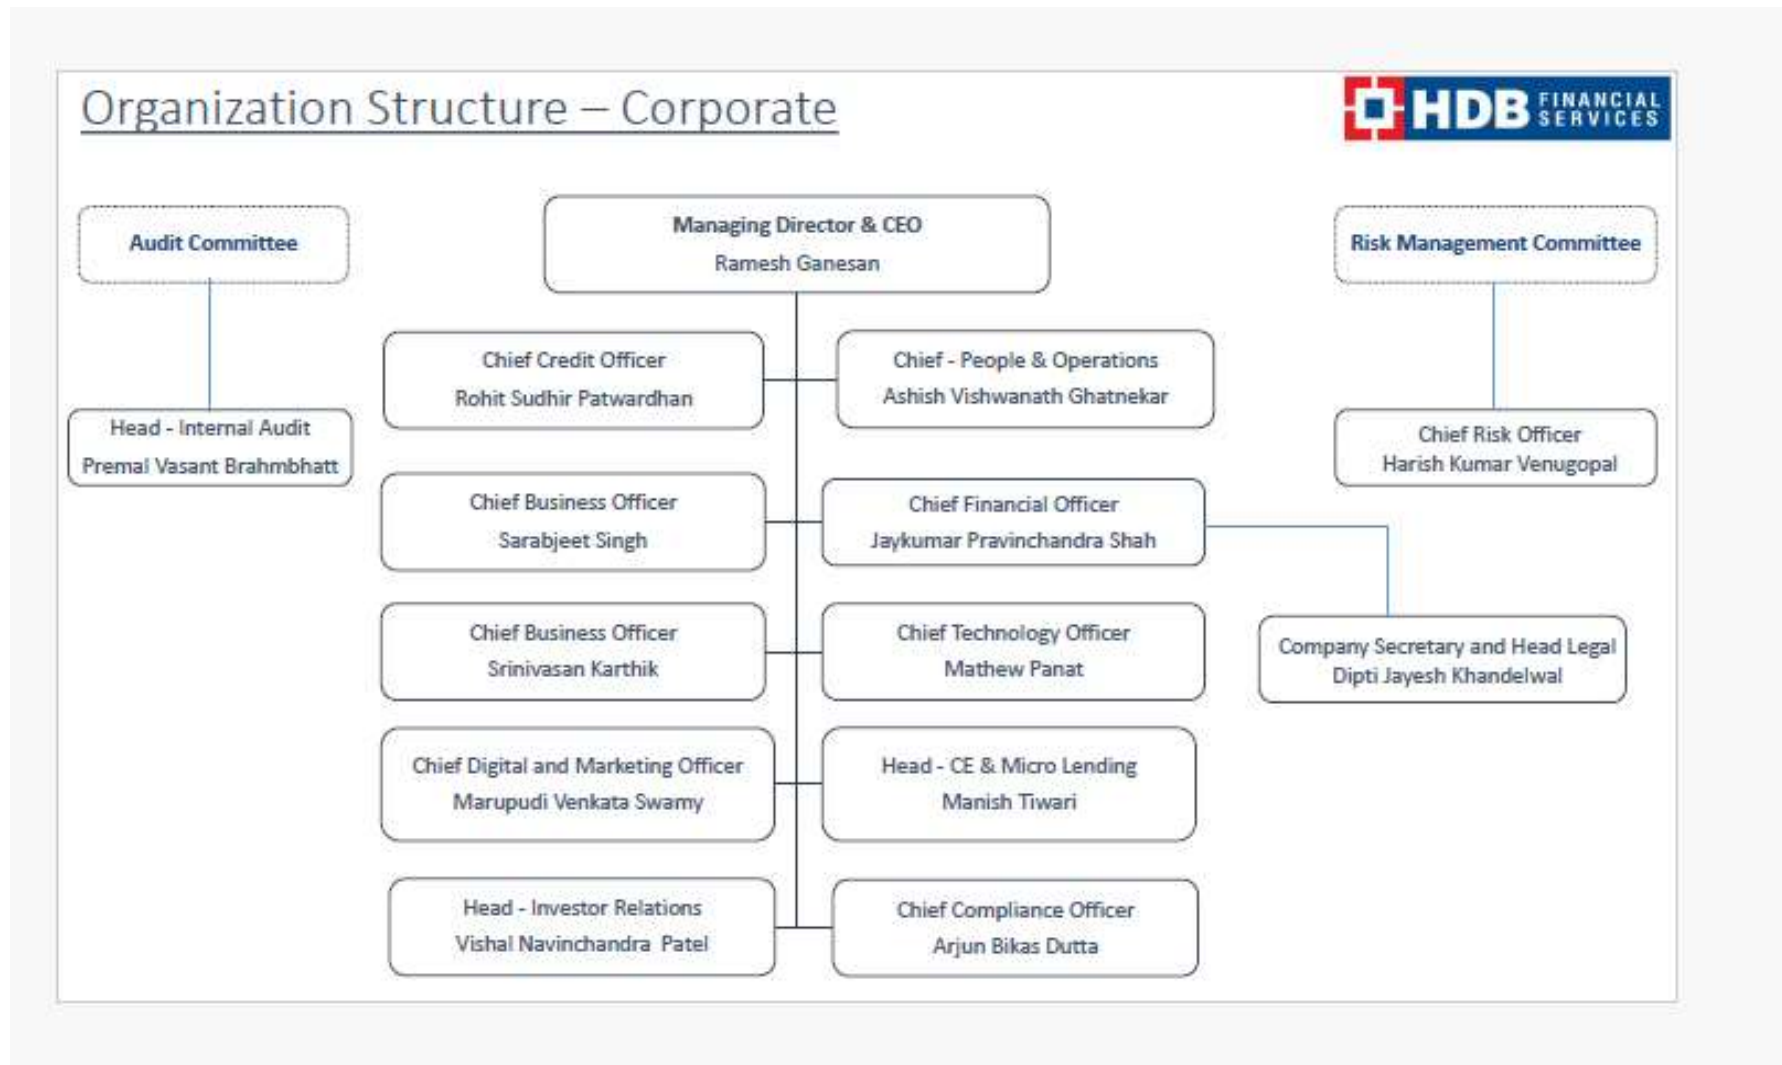 Organization Structure – Corporate
HDB FINANCIAL
SERVICES
Audit Committee
Managing Director & CEO
Ramesh Ganesan
Risk Management Committee
Chief Credit Officer
Rohit Sudhir Patwardhan
Chief - People & Operations
Ashish Vishwanath Ghatnekar
Head - Internal Audit
Premal Vasant Brahmbhatt
Chief Risk Officer
Harish Kumar Venugopal
Chief Business Officer
Sarabjeet Singh
Chief Financial Officer
Jaykumar Pravinchandra Shah
Chief Business Officer
Srinivasan Karthik
Chief Technology Officer
Mathew Panat
Company Secretary and Head Legal
Dipti Jayesh Khandelwal
Chief Digital and Marketing Officer
Marupudi Venkata Swamy
Head - CE & Micro Lending
Manish Tiwari
Head - Investor Relations
Vishal Navinchandra Patel
Chief Compliance Officer
Arjun Bikas Dutta